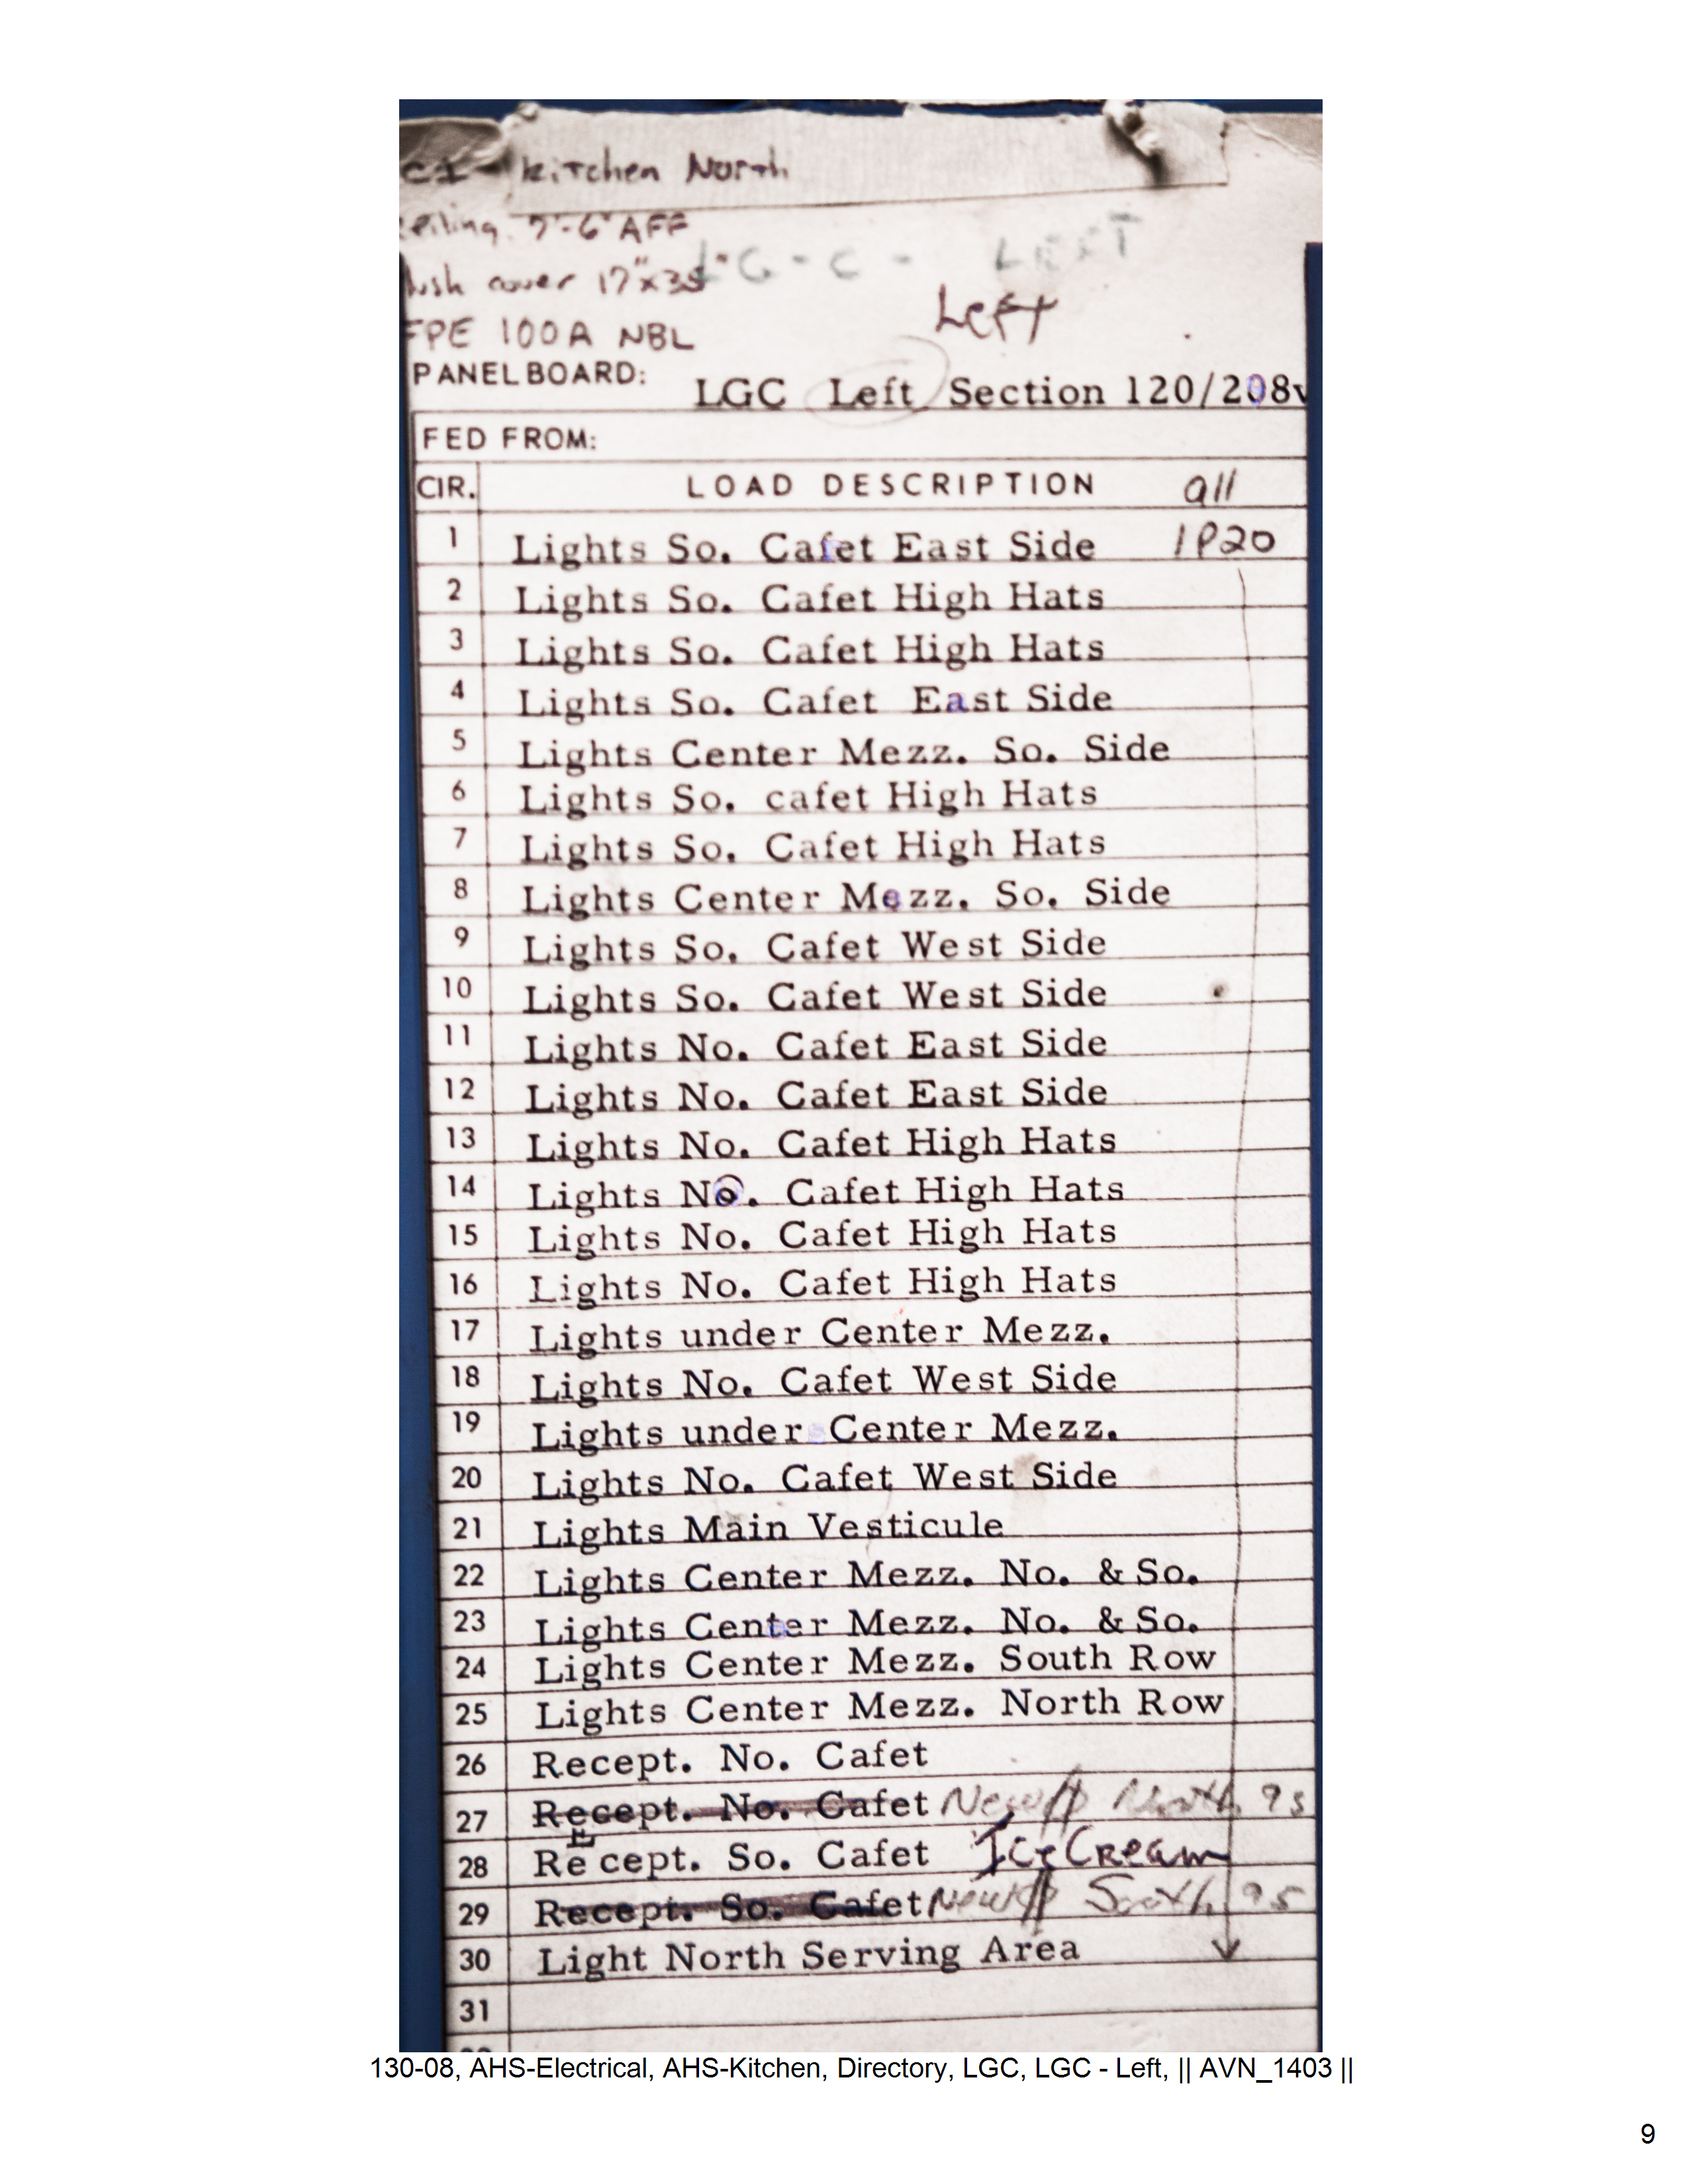 kitchen North
7'-6" AFF
cover 17"x35"
LG-C- LEFT
Left
FPE 100A NBL
PANELBOARD: LGC Left Section 120/208v
FED FROM:
CIR. LOAD DESCRIPTION all
1 Lights So. Cafet East Side 1P20
2 Lights So. Cafet High Hats
3 Lights So. Cafet High Hats
4 Lights So. Cafet East Side
5 Lights Center Mezz. So. Side
6 Lights So. cafet High Hats
7 Lights So. Cafet High Hats
8 Lights Center Mezz. So. Side
9 Lights So. Cafet West Side
10 Lights So. Cafet West Side
11 Lights No. Cafet East Side
12 Lights No. Cafet East Side
13 Lights No. Cafet High Hats
14 Lights No. Cafet High Hats
15 Lights No. Cafet High Hats
16 Lights No. Cafet High Hats
17 Lights under Center Mezz.
18 Lights No. Cafet West Side
19 Lights under Center Mezz.
20 Lights No. Cafet West Side
21 Lights Main Vesticule
22 Lights Center Mezz. No. & So.
23 Lights Center Mezz. No. & So.
24 Lights Center Mezz. South Row
25 Lights Center Mezz. North Row
26 Recept. No. Cafet
27 Recept. No. Cafet New North 95
28 Recept. So. Cafet Ice Cream
29 Recept. So. Cafet New South 95
30 Light North Serving Area
31
130-08, AHS-Electrical, AHS-Kitchen, Directory, LGC, LGC - Left, || AVN_1403 ||
9